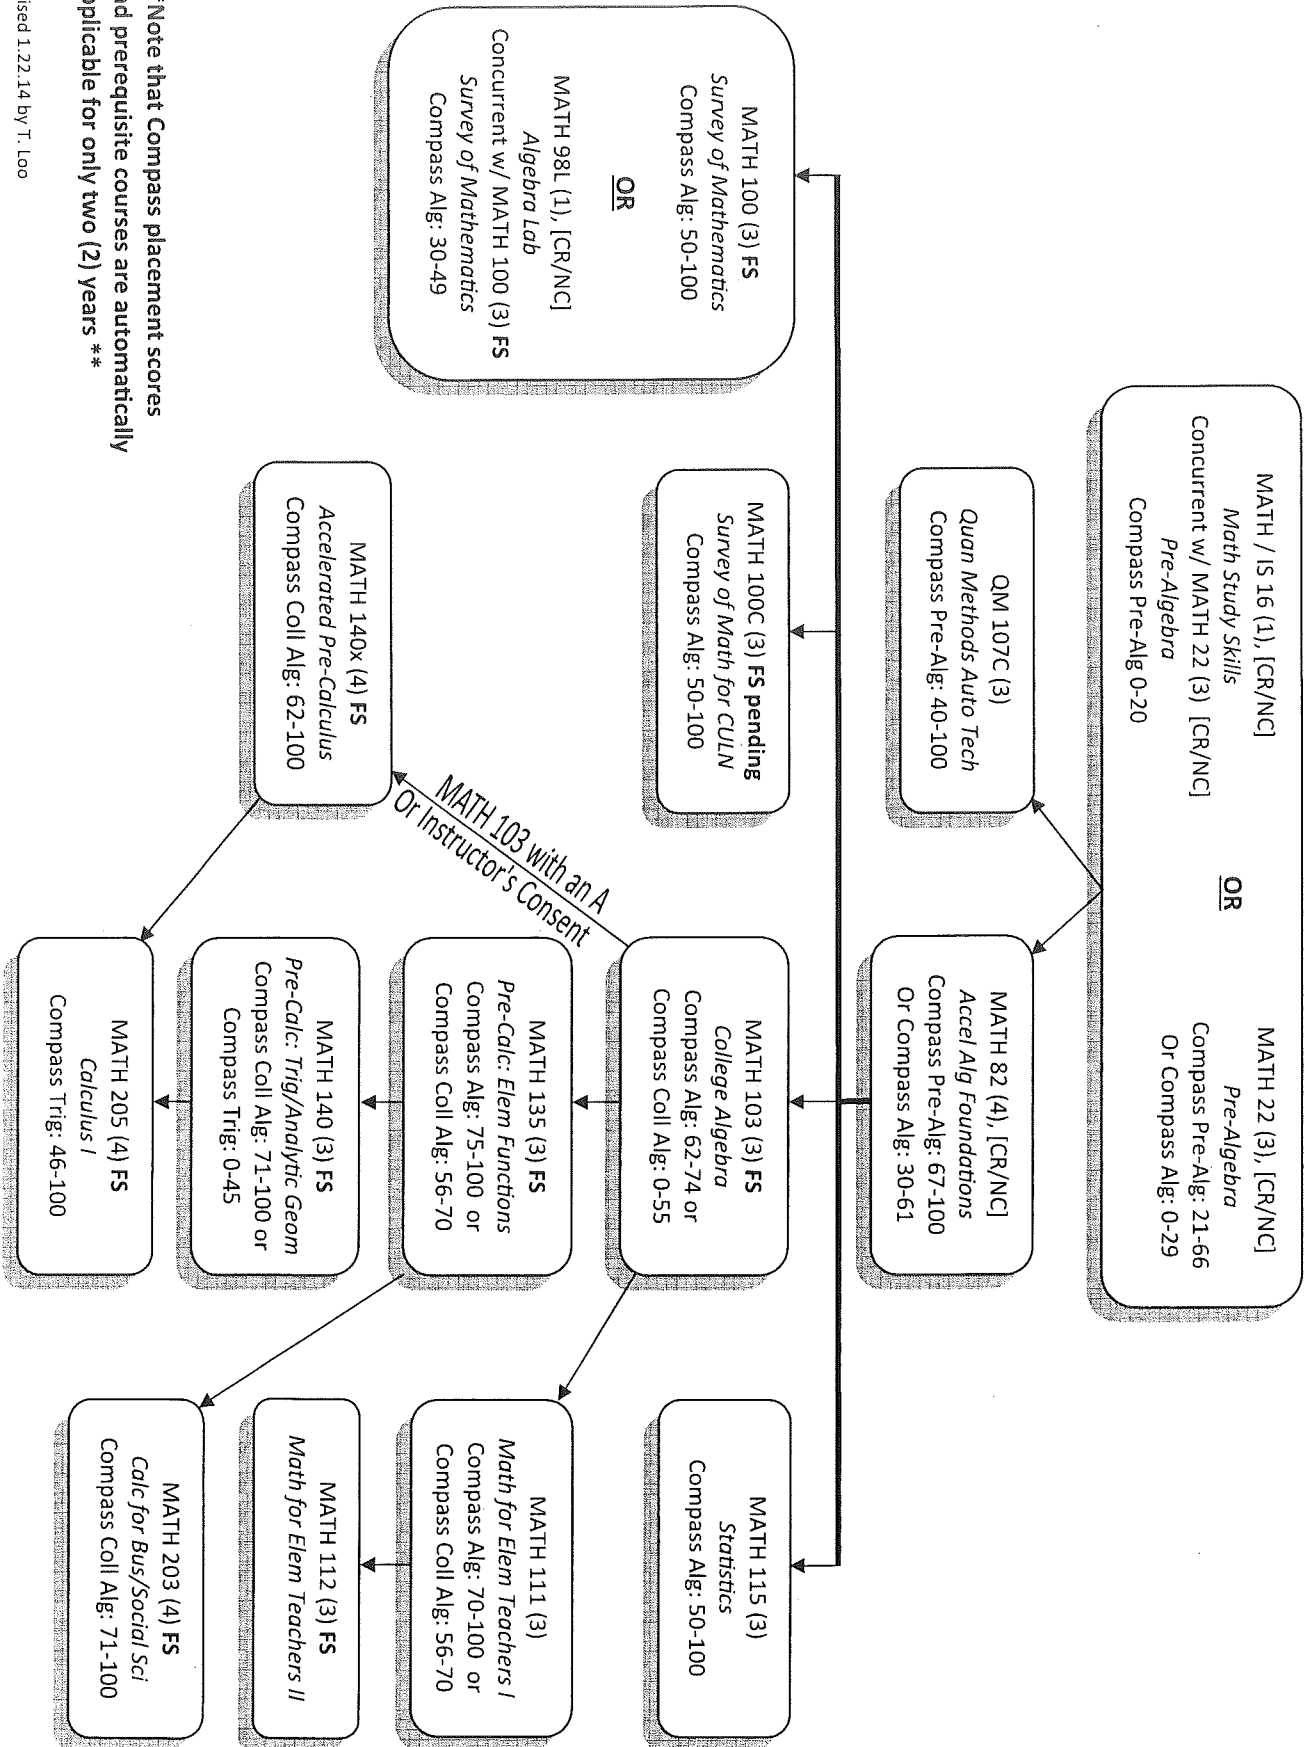 MATH / IS 16 (1), [CR/NC]
Math Study Skills
Concurrent w/ MATH 22 (3) [CR/NC]
Pre-Algebra
Compass Pre-Alg 0-20
OR
MATH 22 (3), [CR/NC]
Pre-Algebra
Compass Pre-Alg: 21-66
Or Compass Alg: 0-29
QM 107C (3)
Quan Methods Auto Tech
Compass Pre-Alg: 40-100
MATH 82 (4), [CR/NC]
Accel Alg Foundations
Compass Pre-Alg: 67-100
Or Compass Alg: 30-61
MATH 100 (3) FS
Survey of Mathematics
Compass Alg: 50-100
OR
MATH 98L (1), [CR/NC]
Algebra Lab
Concurrent w/ MATH 100 (3) FS
Survey of Mathematics
Compass Alg: 30-49
MATH 100C (3) FS pending
Survey of Math for CULN
Compass Alg: 50-100
MATH 103 (3) FS
College Algebra
Compass Alg: 62-74 or
Compass Coll Alg: 0-55
MATH 115 (3)
Statistics
Compass Alg: 50-100
MATH 103 with an A
Or Instructor's Consent
MATH 135 (3) FS
Pre-Calc: Elem Functions
Compass Alg: 75-100 or
Compass Coll Alg: 56-70
MATH 111 (3)
Math for Elem Teachers I
Compass Alg: 70-100 or
Compass Coll Alg: 56-70
MATH 140x (4) FS
Accelerated Pre-Calculus
Compass Coll Alg: 62-100
MATH 140 (3) FS
Pre-Calc: Trig/Analytic Geom
Compass Coll Alg: 71-100 or
Compass Trig: 0-45
MATH 112 (3) FS
Math for Elem Teachers II
MATH 205 (4) FS
Calculus I
Compass Trig: 46-100
MATH 203 (4) FS
Calc for Bus/Social Sci
Compass Coll Alg: 71-100
*Note that Compass placement scores
nd prerequisite courses are automatically
pplicable for only two (2) years **
ised 1.22.14 by T. Loo